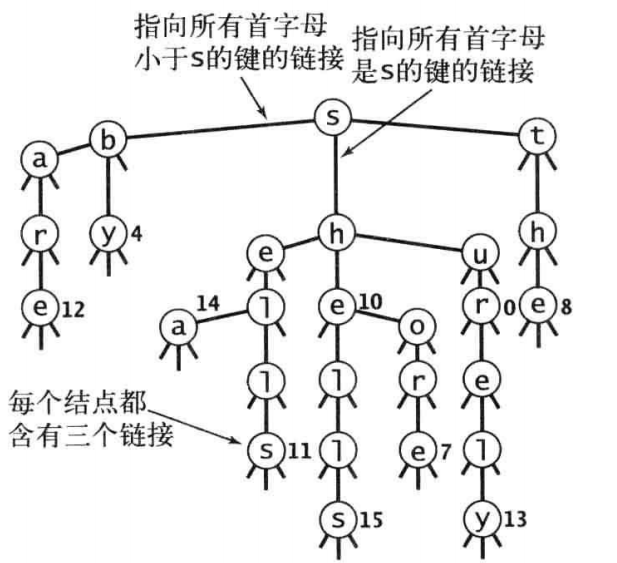 指向所有首字母
小于s的键的链接
指向所有首字母
是s的键的链接
s
b
t
a
r
y 4
h
h
e
u
e 12
a
14
l
e 10
o
r 0
e 8
l
l
r
e
每个结点都
含有三个链接
s 11
l
e 7
l
s 15
y 13